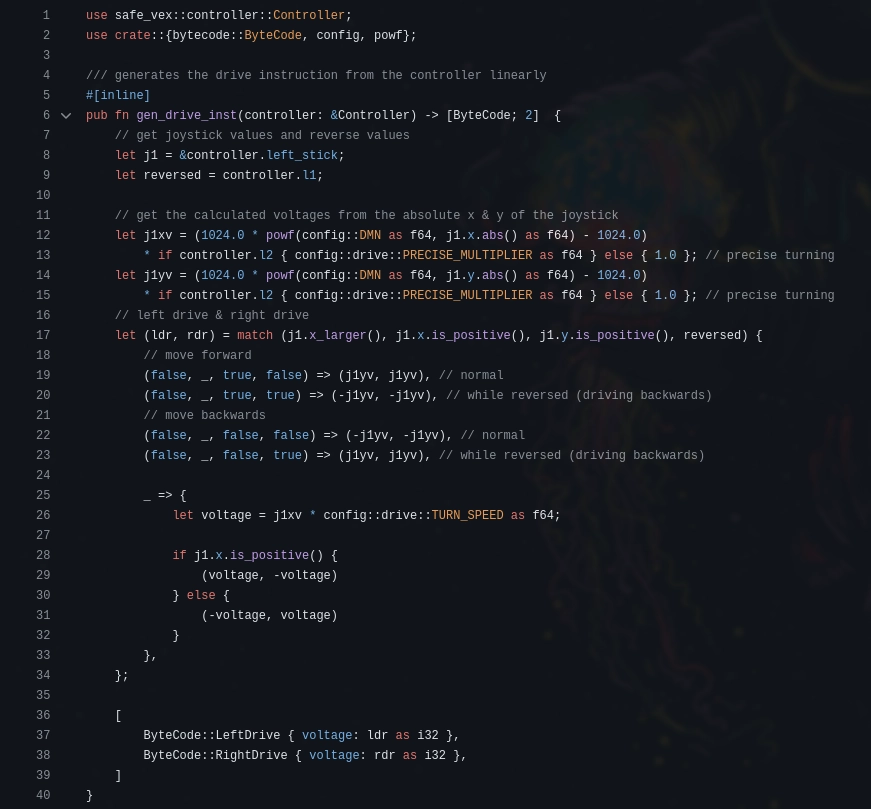 1 use safe_vex::controller::Controller;
2 use crate::{bytecode::ByteCode, config, powf};
3
4 /// generates the drive instruction from the controller linearly
5 #[inline]
6 pub fn gen_drive_inst(controller: &Controller) -> [ByteCode; 2]  {
7     // get joystick values and reverse values
8     let j1 = &controller.left_stick;
9     let reversed = controller.l1;
10
11     // get the calculated voltages from the absolute x & y of the joystick
12     let j1xv = (1024.0 * powf(config::DMN as f64, j1.x.abs() as f64) - 1024.0)
13         * if controller.l2 { config::drive::PRECISE_MULTIPLIER as f64 } else { 1.0 }; // precise turning
14     let j1yv = (1024.0 * powf(config::DMN as f64, j1.y.abs() as f64) - 1024.0)
15         * if controller.l2 { config::drive::PRECISE_MULTIPLIER as f64 } else { 1.0 }; // precise turning
16     // left drive & right drive
17     let (ldr, rdr) = match (j1.x_larger(), j1.x.is_positive(), j1.y.is_positive(), reversed) {
18         // move forward
19         (false, _, true, false) => (j1yv, j1yv), // normal
20         (false, _, true, true) => (-j1yv, -j1yv), // while reversed (driving backwards)
21         // move backwards
22         (false, _, false, false) => (-j1yv, -j1yv), // normal
23         (false, _, false, true) => (j1yv, j1yv), // while reversed (driving backwards)
24
25         _ => {
26             let voltage = j1xv * config::drive::TURN_SPEED as f64;
27
28             if j1.x.is_positive() {
29                 (voltage, -voltage)
30             } else {
31                 (-voltage, voltage)
32             }
33         },
34     };
35
36     [
37         ByteCode::LeftDrive { voltage: ldr as i32 },
38         ByteCode::RightDrive { voltage: rdr as i32 },
39     ]
40 }